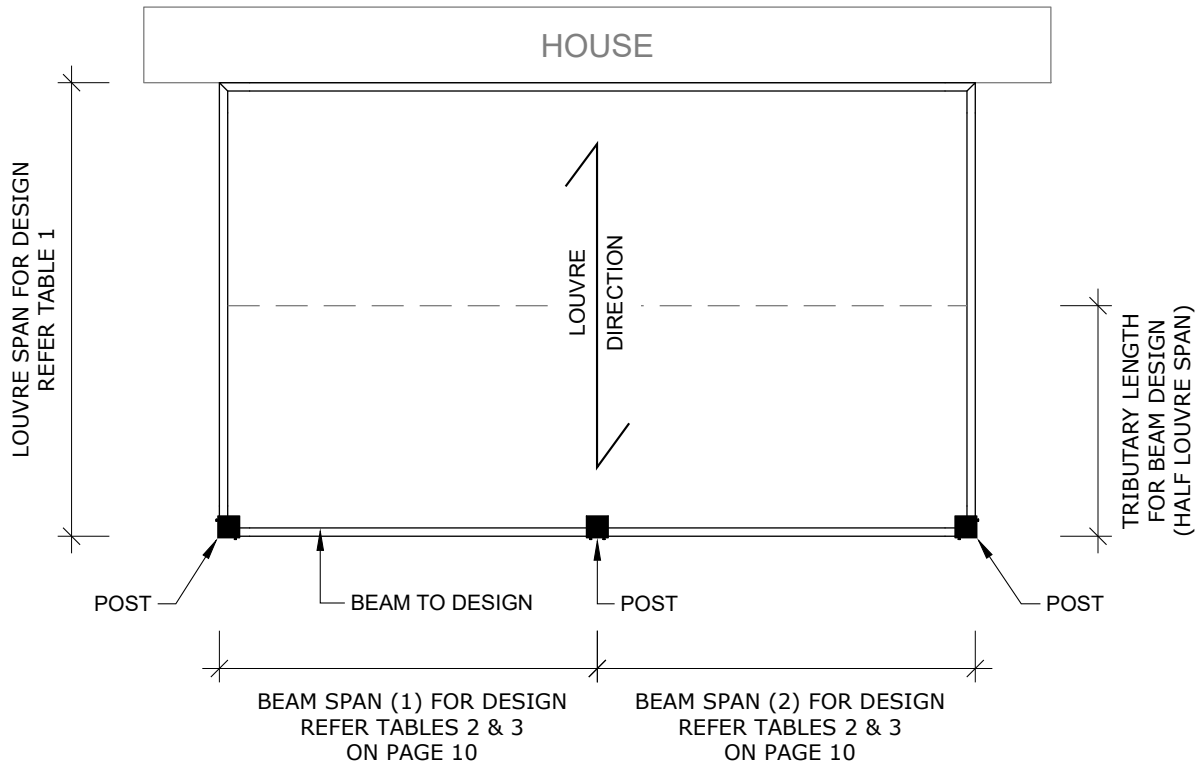 HOUSE
LOUVRE SPAN FOR DESIGN
REFER TABLE 1
LOUVRE
DIRECTION
TRIBUTARY LENGTH
FOR BEAM DESIGN
(HALF LOUVRE SPAN)
POST
BEAM TO DESIGN
POST
POST
BEAM SPAN (1) FOR DESIGN
REFER TABLES 2 & 3
ON PAGE 10
BEAM SPAN (2) FOR DESIGN
REFER TABLES 2 & 3
ON PAGE 10